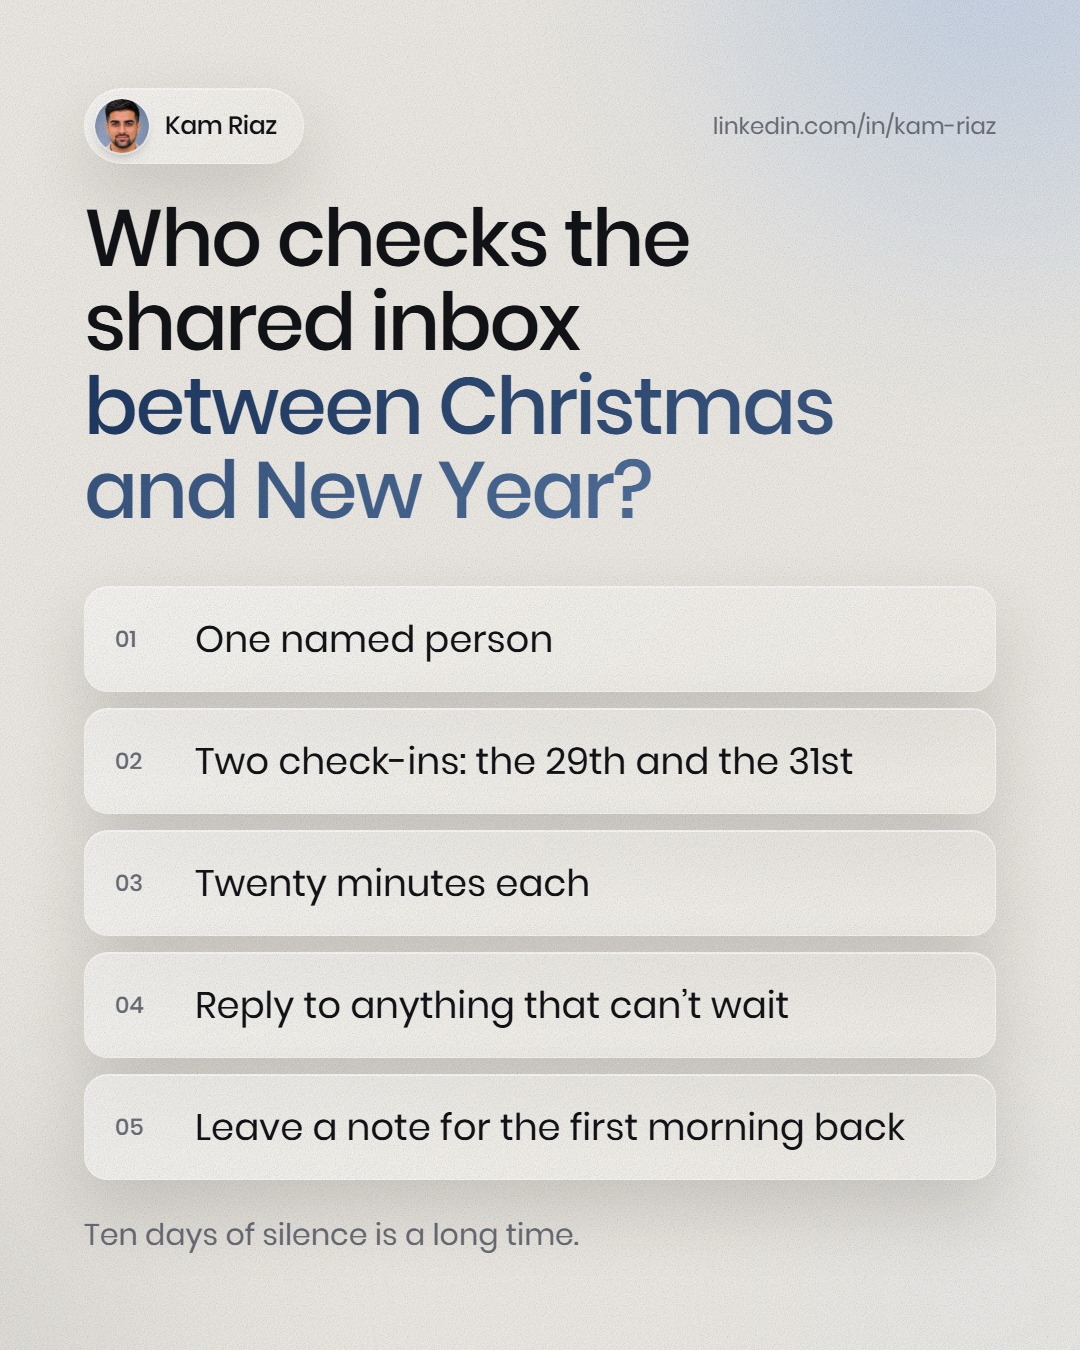 Kam Riaz
linkedin.com/in/kam-riaz
Who checks the
shared inbox
between Christmas
and New Year?
01 One named person
02 Two check-ins: the 29th and the 31st
03 Twenty minutes each
04 Reply to anything that can’t wait
05 Leave a note for the first morning back
Ten days of silence is a long time.